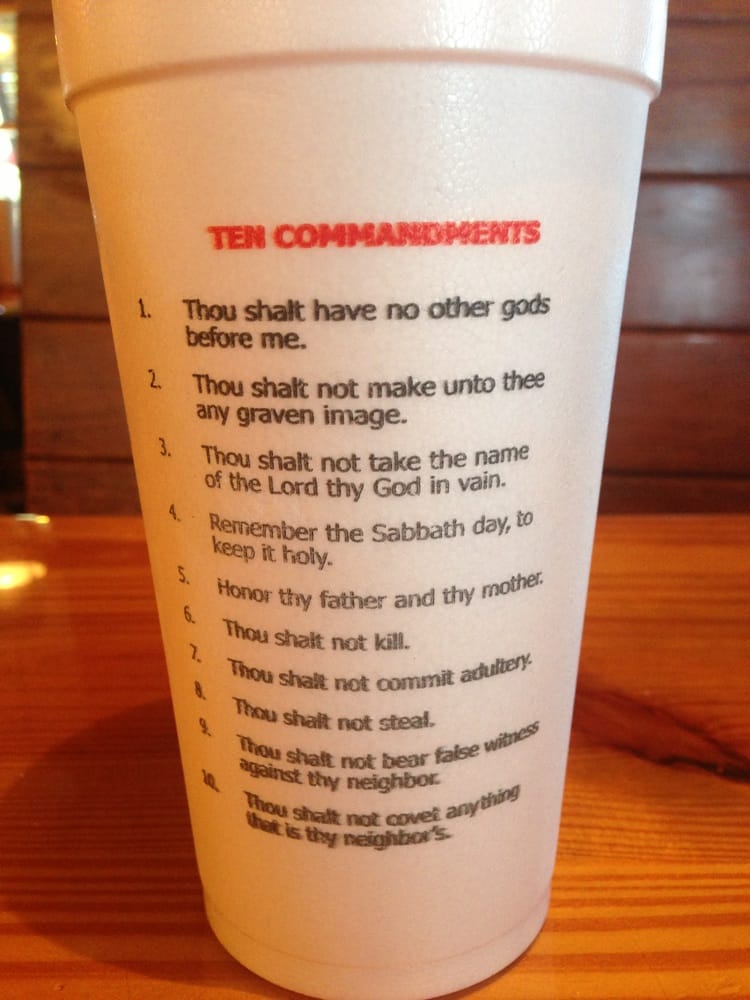 TEN COMMANDMENTS
1. Thou shalt have no other gods
before me.
2. Thou shalt not make unto thee
any graven image.
3. Thou shalt not take the name
of the Lord thy God in vain.
4. Remember the Sabbath day, to
keep it holy.
5. Honor thy father and thy mother.
6. Thou shalt not kill.
7. Thou shalt not commit adultery.
8. Thou shalt not steal.
9. Thou shalt not bear false witness
against thy neighbor.
10. Thou shalt not covet anything
that is thy neighbor's.